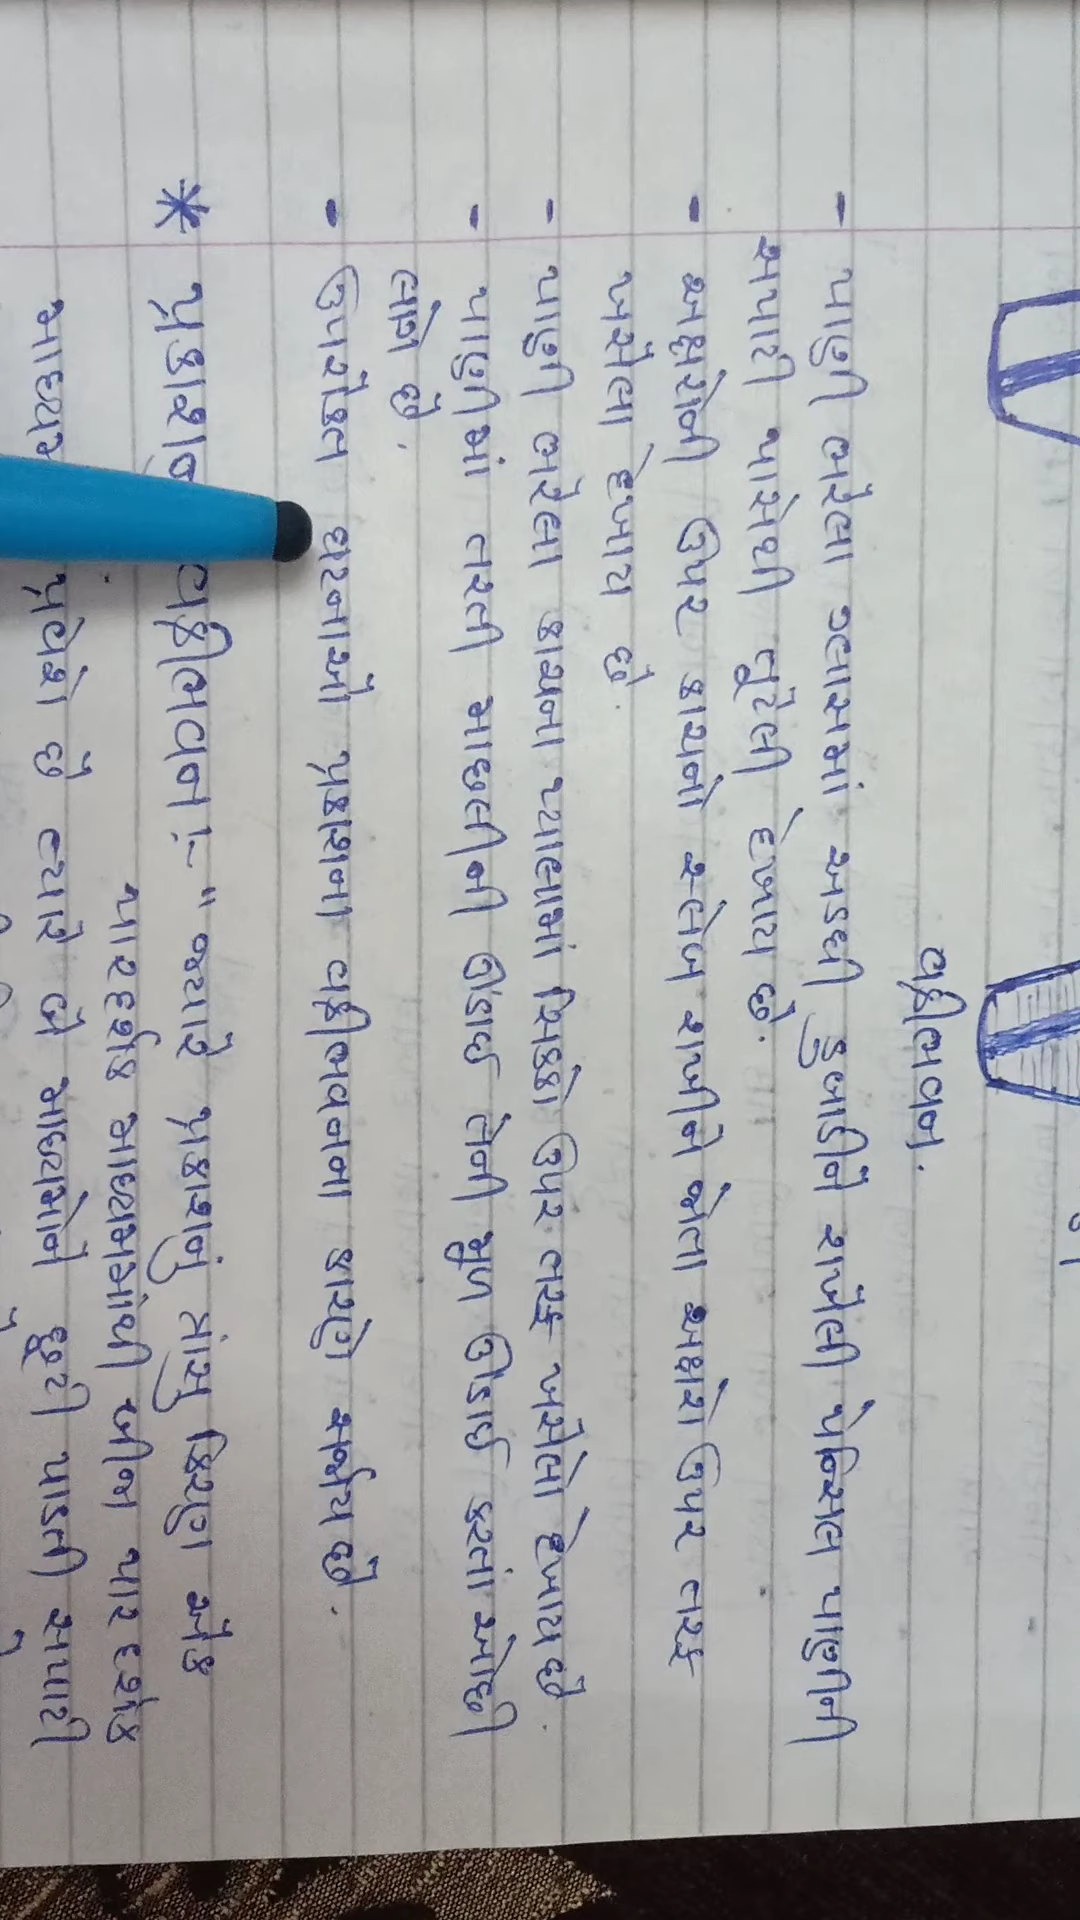 વક્રીભવન.
- પાણી ભરેલા ગ્લાસમાં અડધી ડુબાડીને રાખેલી પેન્સિલ પાણીની
સપાટી પાસેથી તૂટેલી દેખાય છે.
- અક્ષરોની ઉપર કાચનો સ્લેબ રાખીને જોતા અક્ષરો ઉપર તરફ
ખસેલા દેખાય છે.
- પાણી ભરેલા કાચના પ્યાલામાં સિક્કો ઉપર તરફ ખસેલો દેખાય છે.
- પાણીમાં તરતી માછલીની ઊંડાઈ તેની મુળ ઊંડાઈ કરતાં ઓછી
લાગે છે.
- ઉપરોક્ત ઘટનાઓ પ્રકાશના વક્રીભવનના કારણે સર્જાય છે.
* પ્રકાશનું વક્રીભવન:- "જ્યારે પ્રકાશનું ત્રાંસુ કિરણ એક
પારદર્શક માધ્યમમાંથી બીજા પારદર્શક
માધ્યમ પ્રવેશે છે ત્યારે બે માધ્યમોને છૂટી પાડતી સપાટી